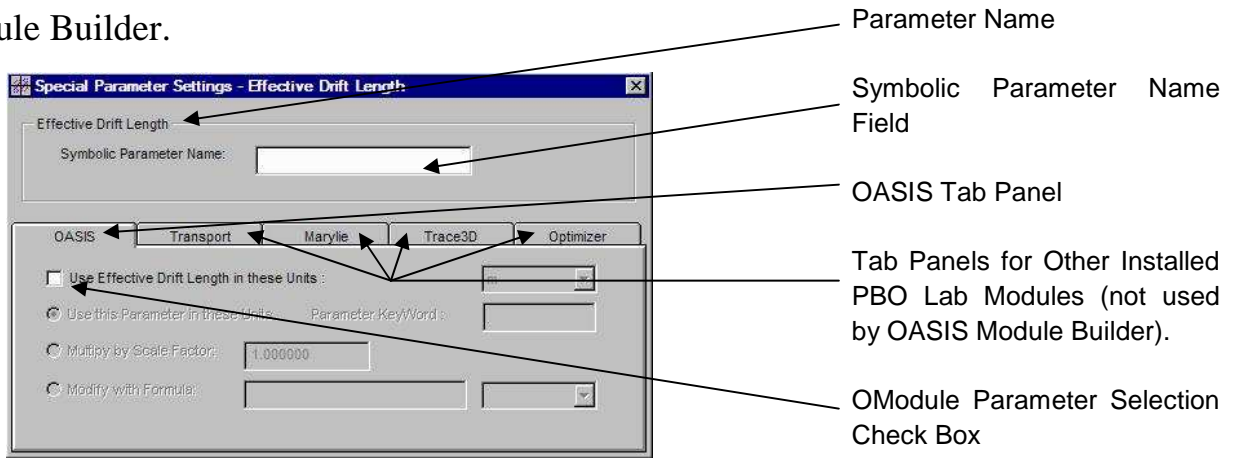 ule Builder.
Special Parameter Settings - Effective Drift Length
Effective Drift Length
Symbolic Parameter Name:
OASIS Transport Marylie Trace3D Optimizer
Use Effective Drift Length in these Units :
m
Use this Parameter in these Units Parameter KeyWord :
Multipy by Scale Factor: 1.000000
Modify with Formula:
Parameter Name
Symbolic Parameter Name
Field
OASIS Tab Panel
Tab Panels for Other Installed
PBO Lab Modules (not used
by OASIS Module Builder).
OModule Parameter Selection
Check Box